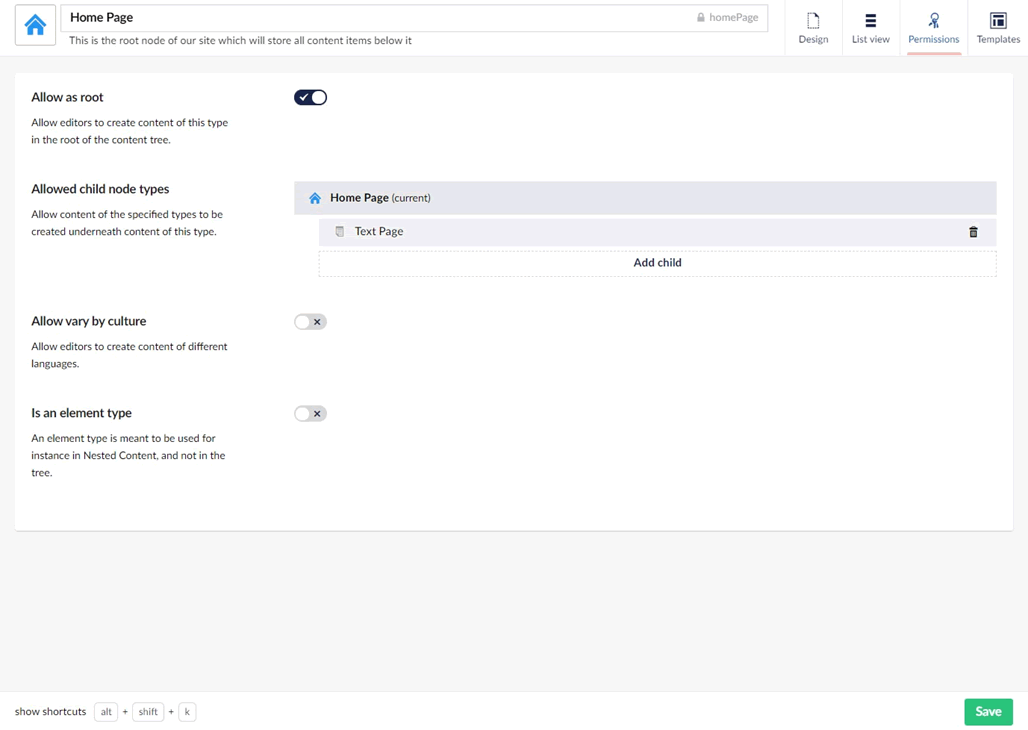 Home Page
homePage
This is the root node of our site which will store all content items below it
Design
List view
Permissions
Templates
Allow as root
Allow editors to create content of this type
in the root of the content tree.
Allowed child node types
Allow content of the specified types to be
created underneath content of this type.
Home Page (current)
Text Page
Add child
Allow vary by culture
Allow editors to create content of different
languages.
Is an element type
An element type is meant to be used for
instance in Nested Content, and not in the
tree.
show shortcuts alt + shift + k
Save